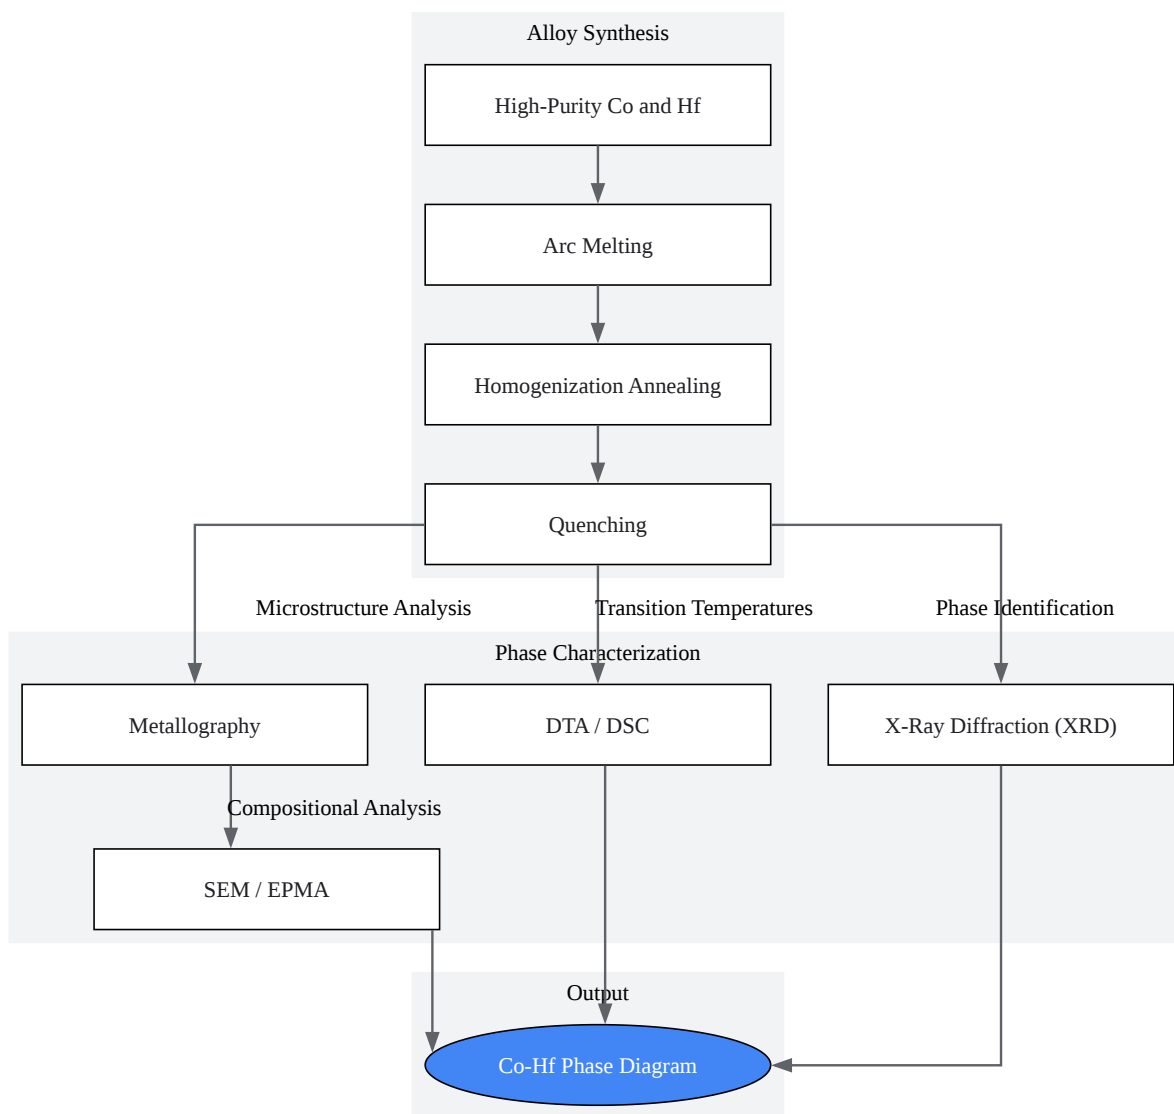 Alloy Synthesis
High-Purity Co and Hf
Arc Melting
Homogenization Annealing
Quenching
Microstructure Analysis
Transition Temperatures
Phase Identification
Phase Characterization
Metallography
DTA / DSC
X-Ray Diffraction (XRD)
Compositional Analysis
SEM / EPMA
Output
Co-Hf Phase Diagram